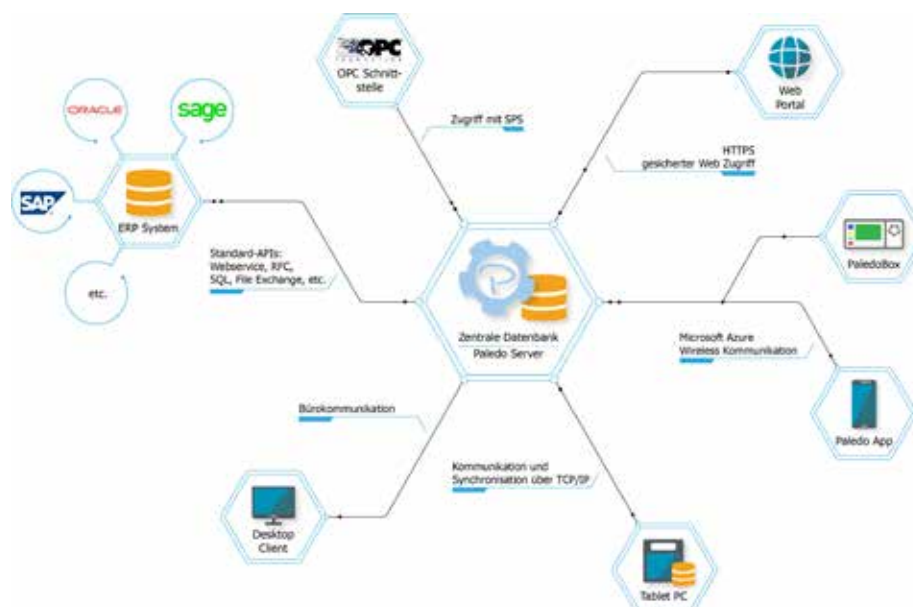 OPC
FOUNDATION
OPC Schnitt-
stelle
Web
Portal
ORACLE
sage
Zugriff mit SPS
HTTPS
gesicherter Web Zugriff
SAP
ERP System
etc.
Standard-APIs:
Webservice, RFC,
SQL, File Exchange, etc.
PaledoBox
Zentrale Datenbank
Paledo Server
Microsoft Azure
Wireless Kommunikation
Bürokommunikation
Paledo App
Kommunikation und
Synchronisation über TCP/IP
Desktop
Client
Tablet PC